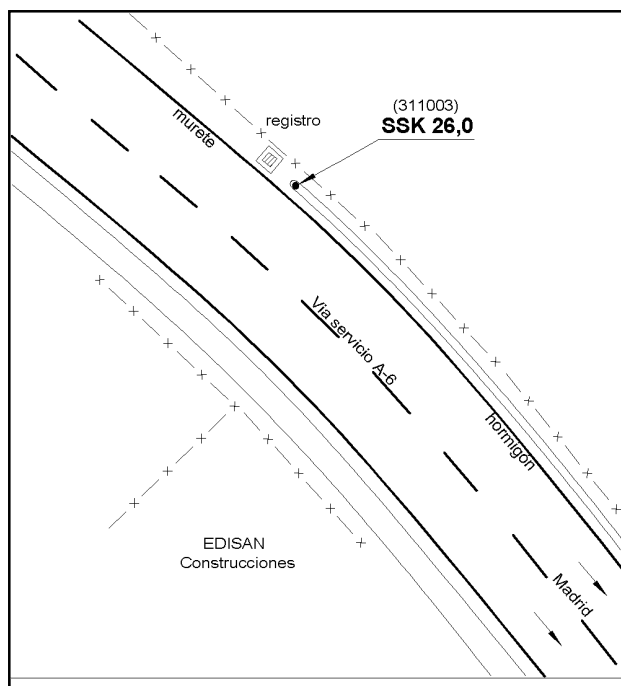 (311003)
SSK 26,0
registro
murete
Via servicio A-6
hormigón
EDISAN
Construcciones
Madrid